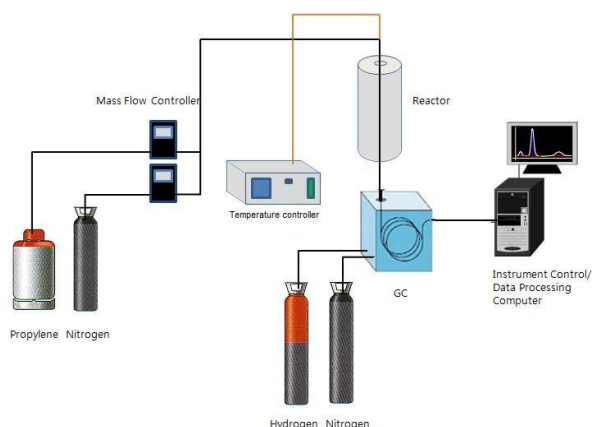 Mass Flow Controller
Reactor
Temperature controller
Propylene Nitrogen
GC
Instrument Control/
Data Processing
Computer
Hydrogen Nitrogen